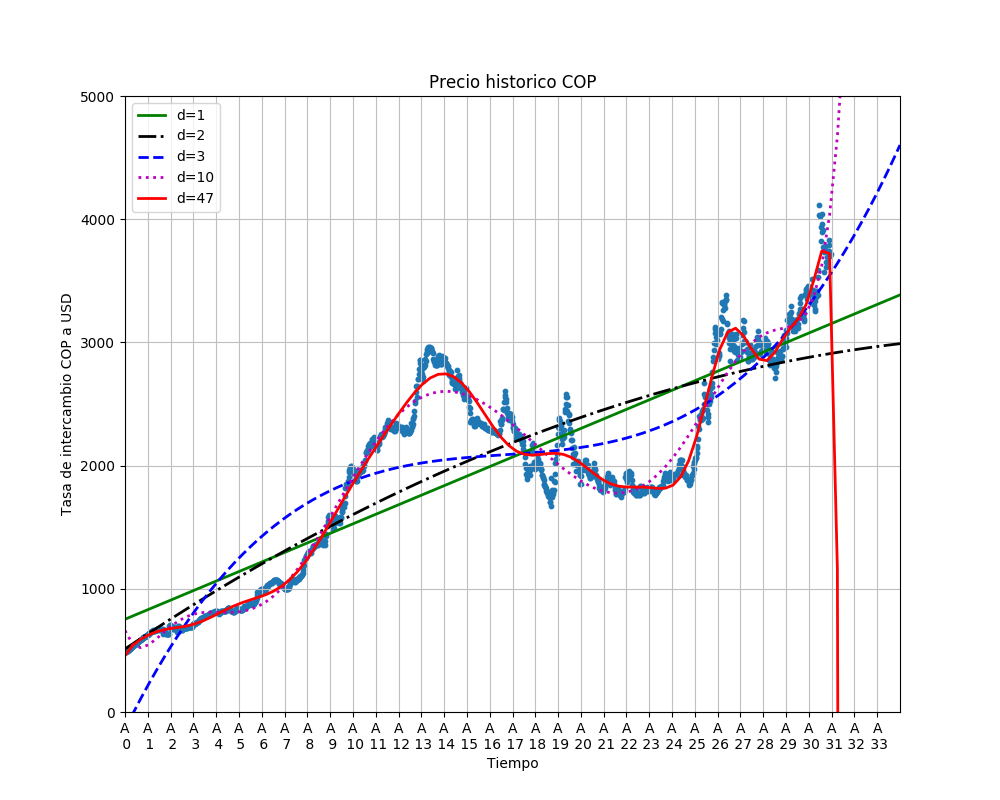 Precio historico COP
5000
4000
3000
2000
1000
0
Tasa de intercambio COP a USD
d=1
d=2
d=3
d=10
d=47
A A A A A A A A A A A A A A A A A A A A A A A A A A A A A A A A A A
0 1 2 3 4 5 6 7 8 9 10 11 12 13 14 15 16 17 18 19 20 21 22 23 24 25 26 27 28 29 30 31 32 33
Tiempo